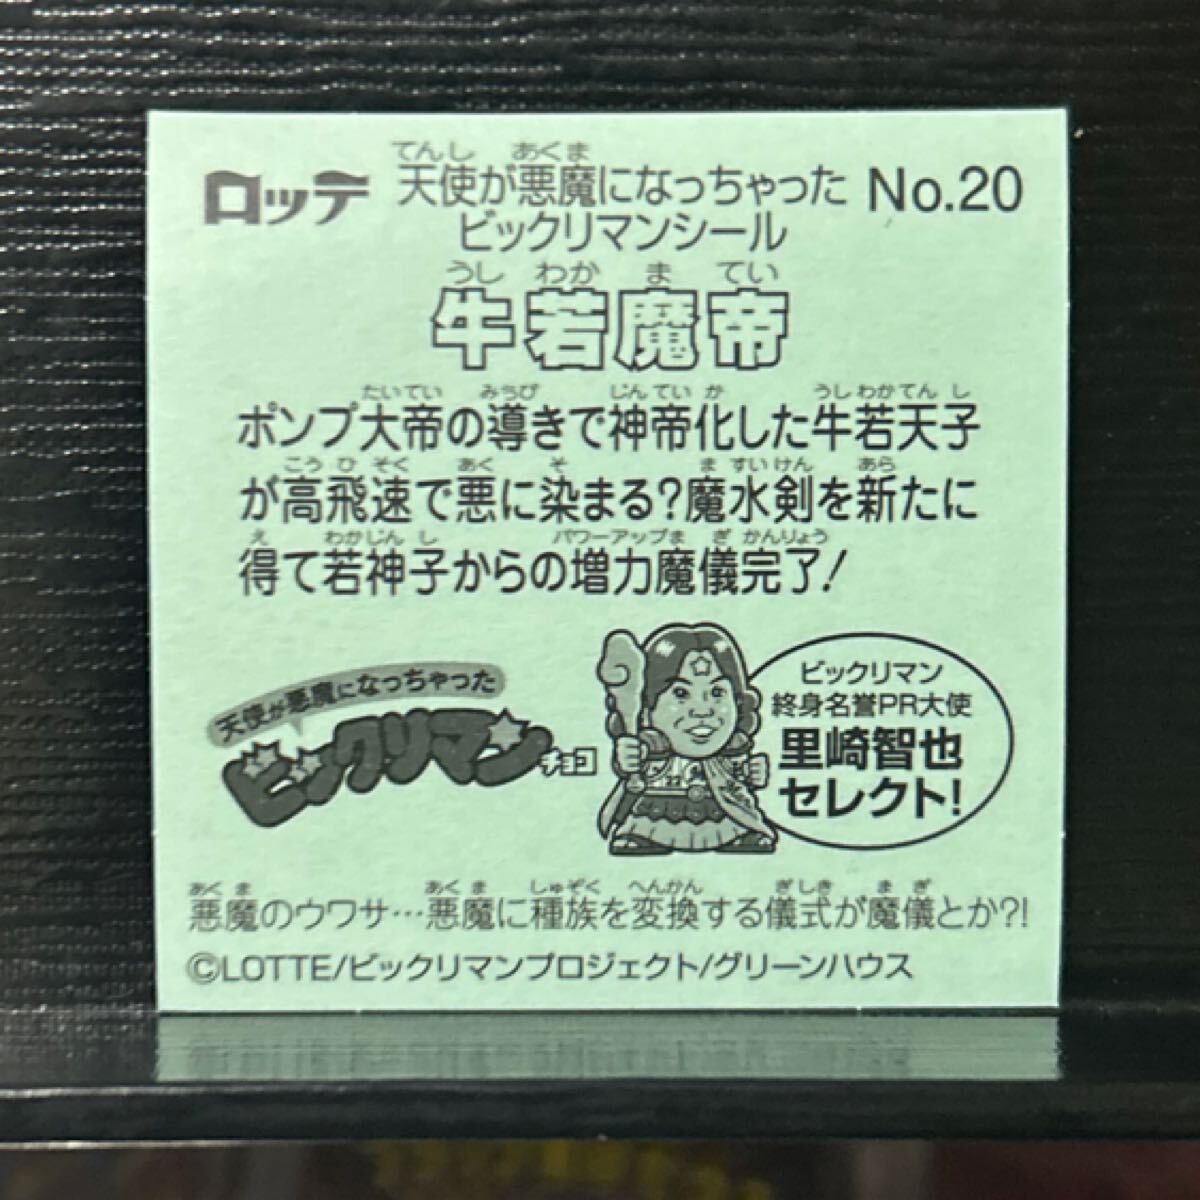 ロッテ
てんし あくま
天使が悪魔になっちゃった No.20
ビックリマンシール
うし わか ま てい
牛若魔帝
たいてい みちび じんてい か うしわかてん し
ポンプ大帝の導きで神帝化した牛若天子
こう ひ そく あく そ ま すいけん あら
が高飛速で悪に染まる?魔水剣を新たに
え わかじん し パワーアップ ま ぎ かんりょう
得て若神子からの増力魔儀完了!
天使が悪魔になっちゃった
ビックリマン
チョコ
ビックリマン
終身名誉PR大使
里崎智也
セレクト!
あく ま あく ま しゅぞく へんかん ぎしき ま ぎ
悪魔のウワサ…悪魔に種族を変換する儀式が魔儀とか?!
©LOTTE/ビックリマンプロジェクト/グリーンハウス